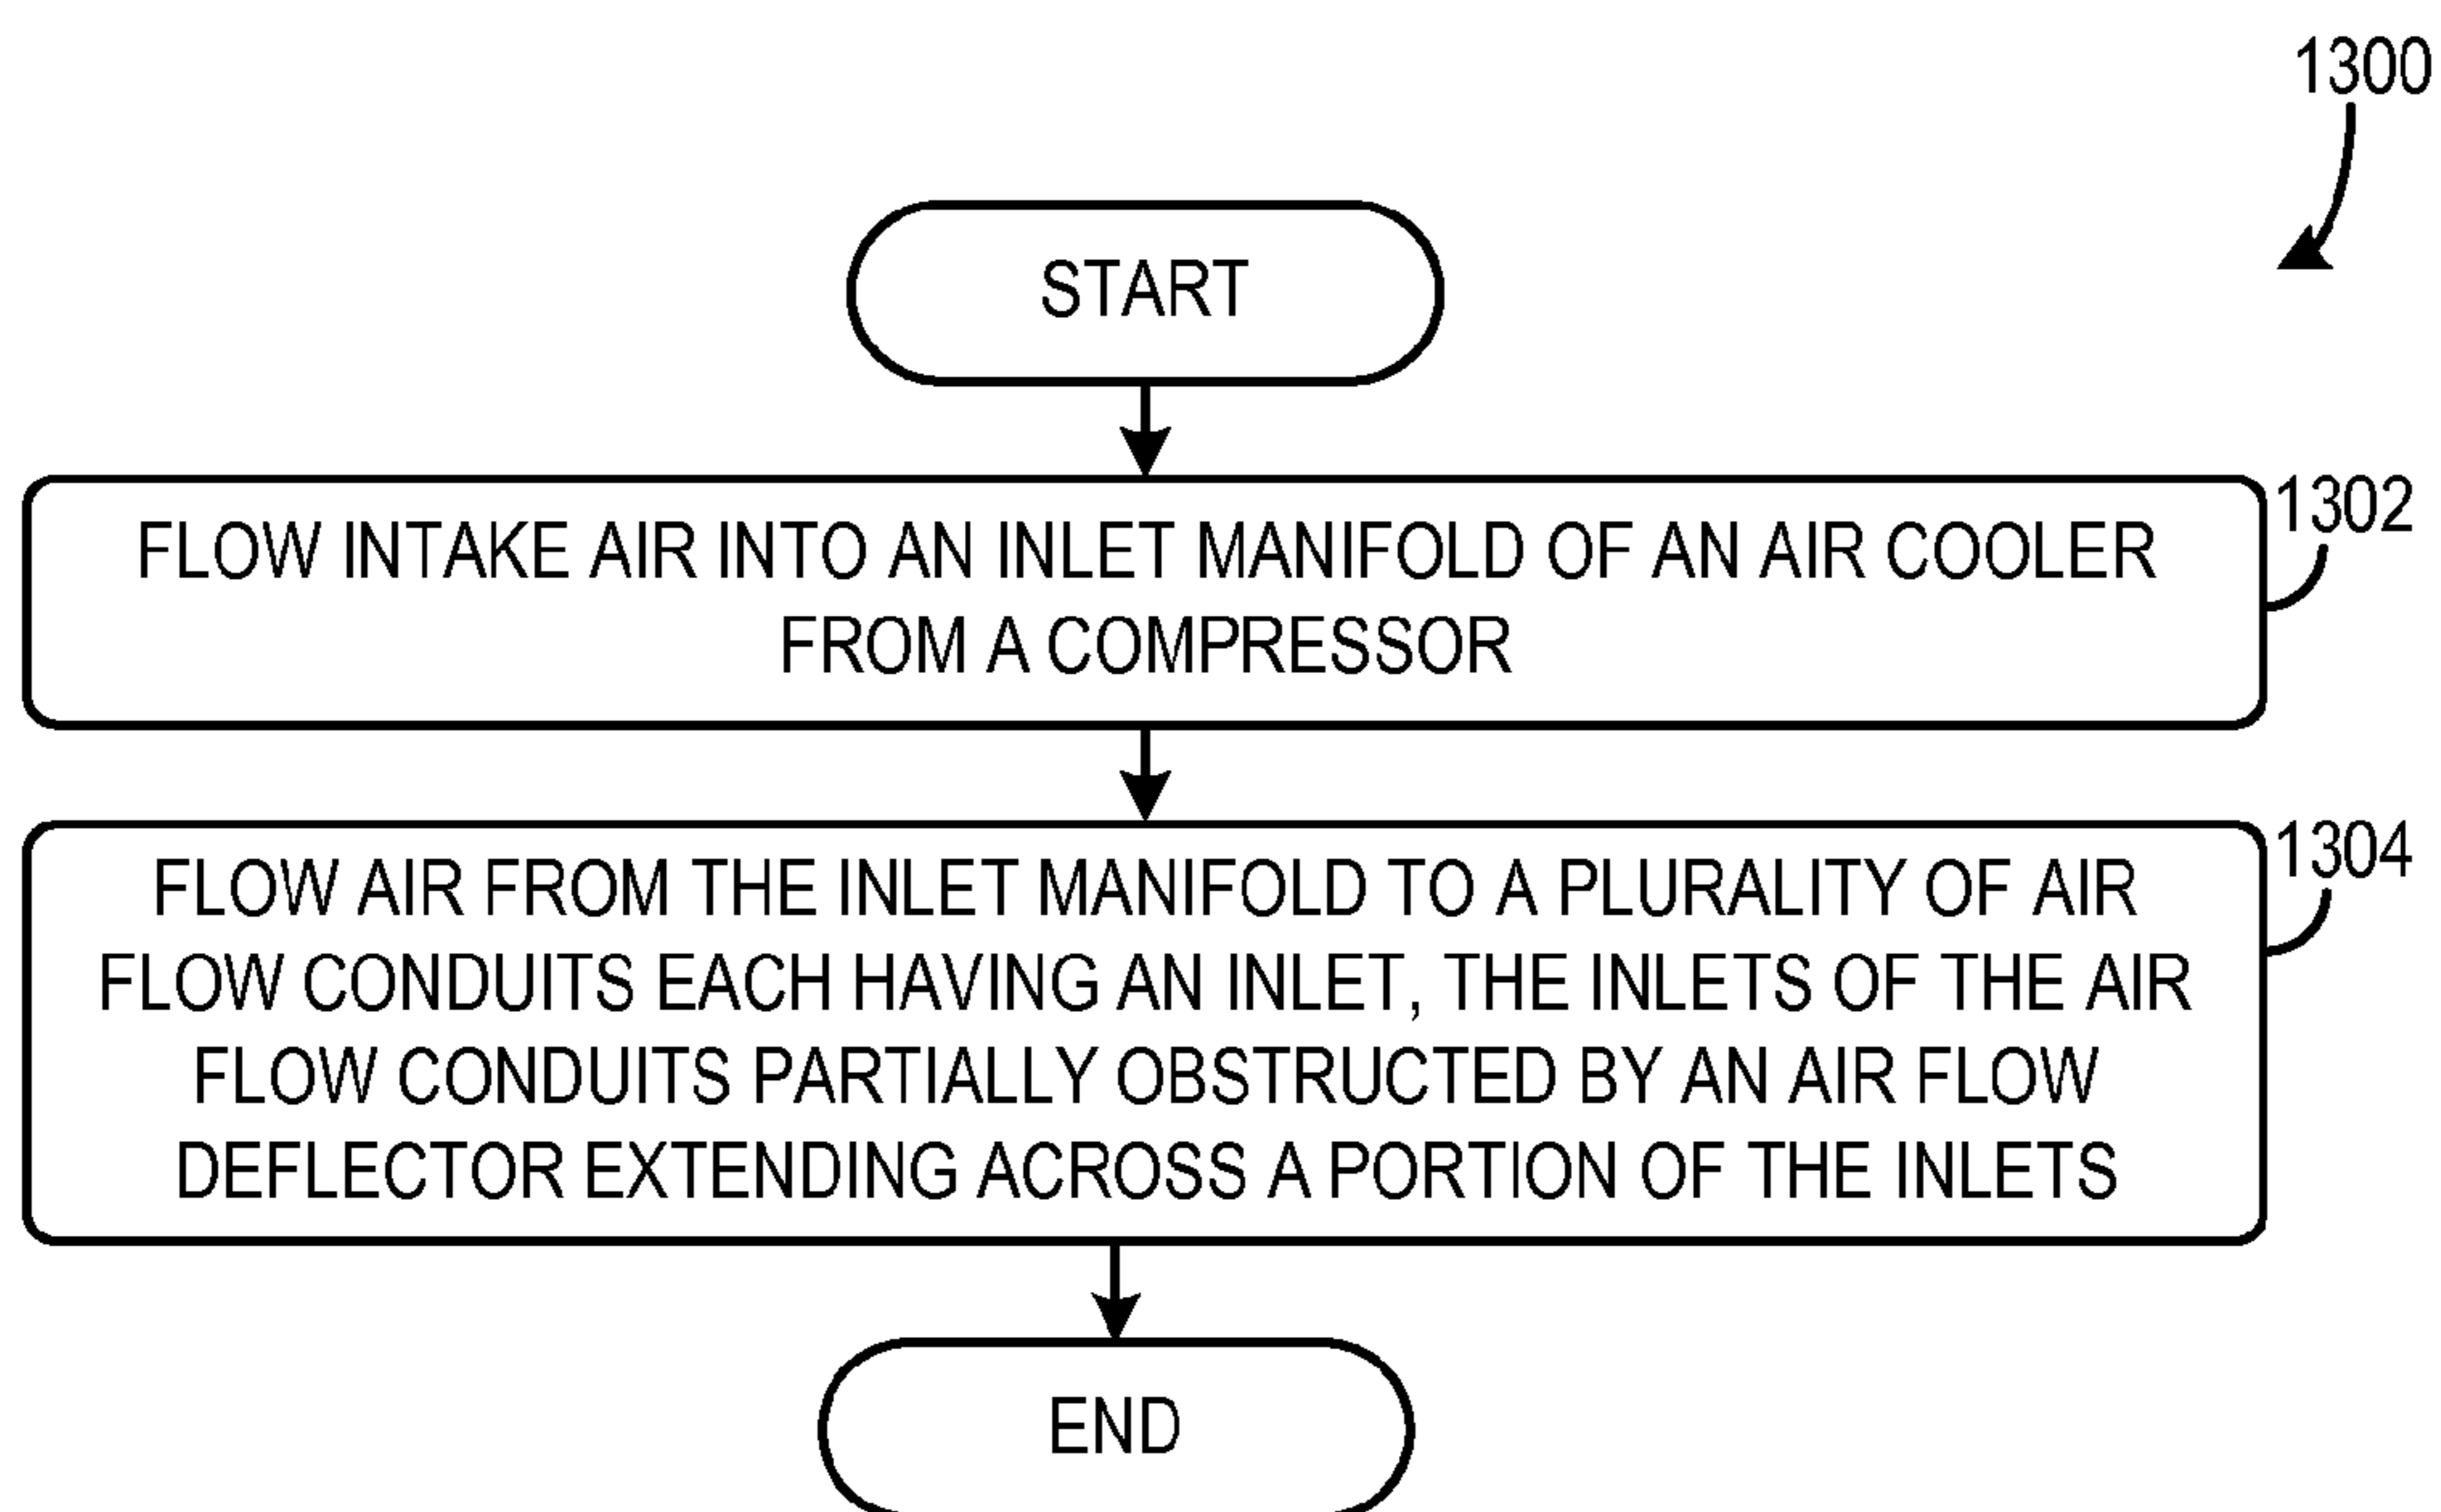 1300
START
1302
FLOW INTAKE AIR INTO AN INLET MANIFOLD OF AN AIR COOLER
FROM A COMPRESSOR
1304
FLOW AIR FROM THE INLET MANIFOLD TO A PLURALITY OF AIR
FLOW CONDUITS EACH HAVING AN INLET, THE INLETS OF THE AIR
FLOW CONDUITS PARTIALLY OBSTRUCTED BY AN AIR FLOW
DEFLECTOR EXTENDING ACROSS A PORTION OF THE INLETS
END